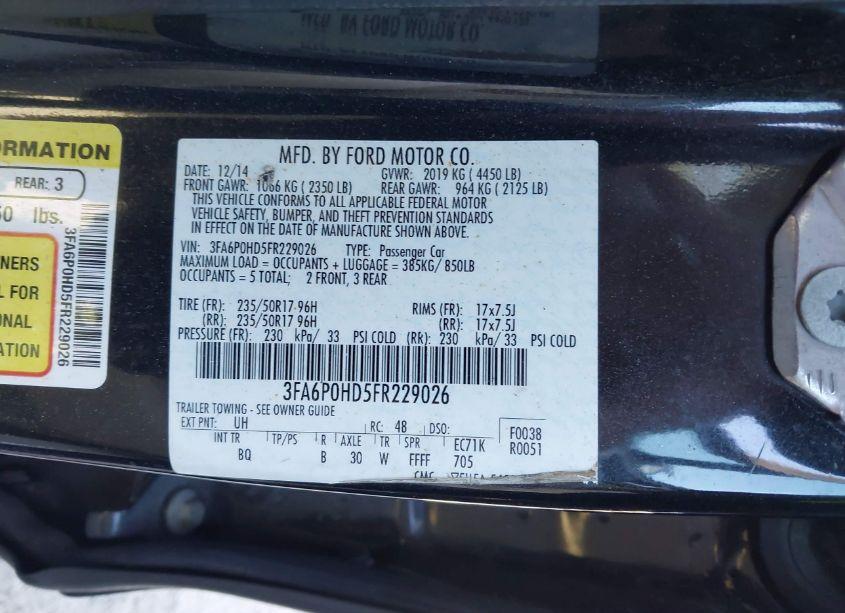 MFD. BY FORD MOTOR CO.
ORMATION
REAR: 3
lbs.
NERS
L FOR
ONAL
ATION
3FA6P0HD5FR229026
MFD. BY FORD MOTOR CO.
DATE: 12/14 GVWR: 2019 KG ( 4450 LB)
FRONT GAWR: 1066 KG ( 2350 LB) REAR GAWR: 964 KG ( 2125 LB)
THIS VEHICLE CONFORMS TO ALL APPLICABLE FEDERAL MOTOR
VEHICLE SAFETY, BUMPER, AND THEFT PREVENTION STANDARDS
IN EFFECT ON THE DATE OF MANUFACTURE SHOWN ABOVE.
VIN: 3FA6P0HD5FR229026 TYPE: Passenger Car
MAXIMUM LOAD = OCCUPANTS + LUGGAGE = 385KG/ 850LB
OCCUPANTS = 5 TOTAL; 2 FRONT, 3 REAR
TIRE (FR): 235/50R17 96H RIMS (FR): 17x7.5J
(RR): 235/50R17 96H (RR): 17x7.5J
PRESSURE (FR): 230 kPa/ 33 PSI COLD (RR): 230 kPa/ 33 PSI COLD
3FA6P0HD5FR229026
TRAILER TOWING - SEE OWNER GUIDE
EXT PNT: UH RC: 48 DSO: F0038
INT TR TP/PS R AXLE TR SPR EC71K R0051
BQ B 30 W FFFF 705